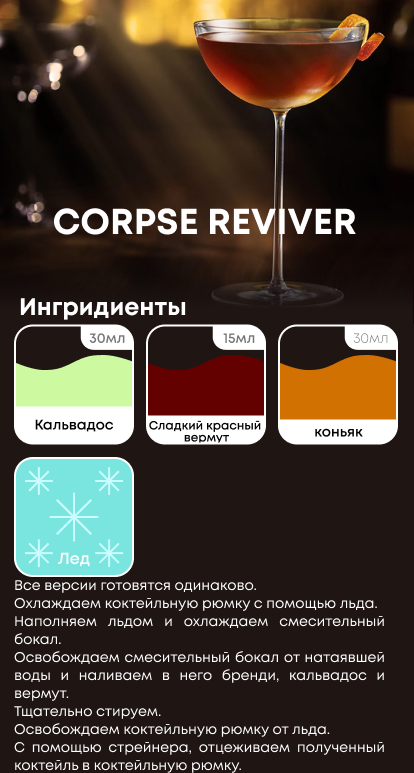 CORPSE REVIVER
Ингридиенты
30мл
15мл
30мл
Кальвадос
Сладкий красный
вермут
коньяк
Лед
Все версии готовятся одинаково.
Охлаждаем коктейльную рюмку с помощью льда.
Наполняем льдом и охлаждаем смесительный
бокал.
Освобождаем смесительный бокал от натаявшей
воды и наливаем в него бренди, кальвадос и
вермут.
Тщательно стируем.
Освобождаем коктейльную рюмку от льда.
С помощью стрейнера, отцеживаем полученный
коктейль в коктейльную рюмку.